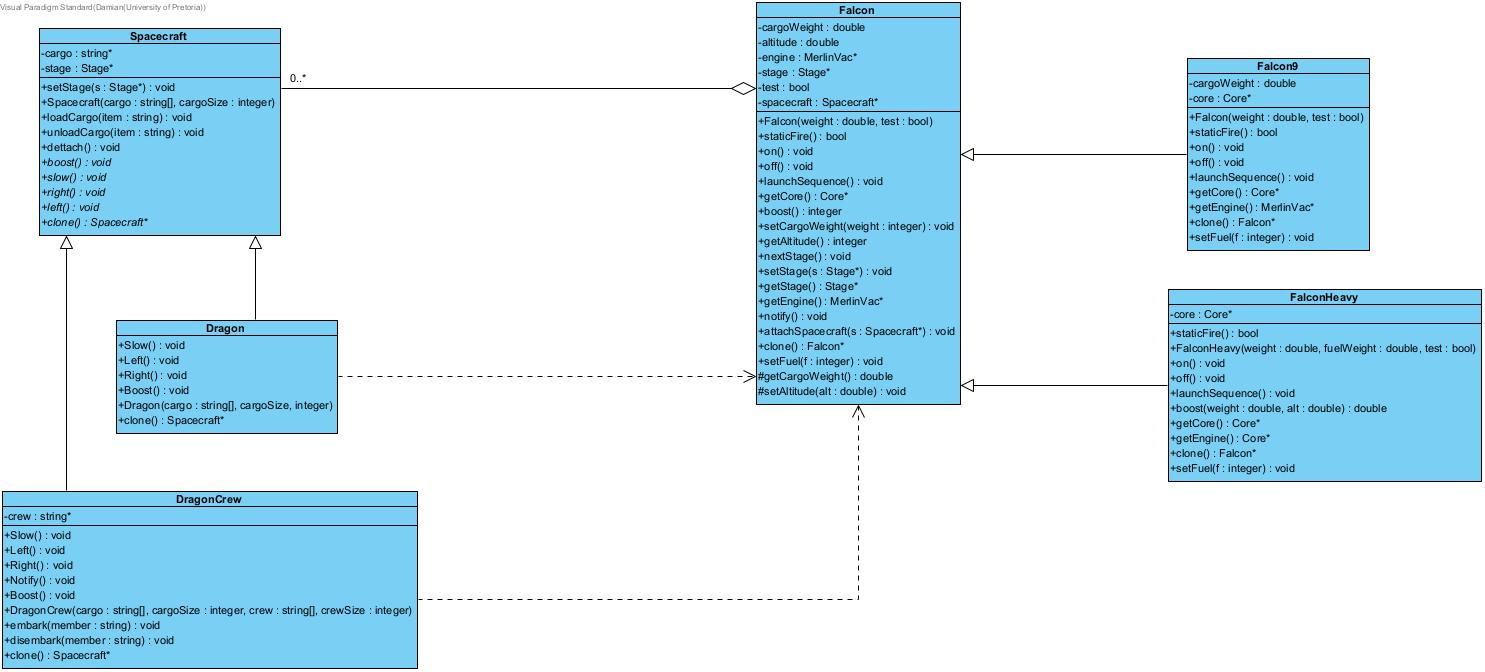 Visual Paradigm Standard(Damian(University of Pretoria))
Spacecraft
-cargo : string*
-stage : Stage*
+setStage(s : Stage*) : void
+Spacecraft(cargo : string[], cargoSize : integer)
+loadCargo(item : string) : void
+unloadCargo(item : string) : void
+dettach() : void
+boost() : void
+slow() : void
+right() : void
+left() : void
+clone() : Spacecraft*
0..*
Falcon
-cargoWeight : double
-altitude : double
-engine : MerlinVac*
-stage : Stage*
-test : bool
-spacecraft : Spacecraft*
+Falcon(weight : double, test : bool)
+staticFire() : bool
+on() : void
+off() : void
+launchSequence() : void
+getCore() : Core*
+boost() : integer
+setCargoWeight(weight : integer) : void
+getAltitude() : integer
+nextStage() : void
+setStage(s : Stage*) : void
+getStage() : Stage*
+getEngine() : MerlinVac*
+notify() : void
+attachSpacecraft(s : Spacecraft*) : void
+clone() : Falcon*
+setFuel(f : integer) : void
#getCargoWeight() : double
#setAltitude(alt : double) : void
Falcon9
-cargoWeight : double
-core : Core*
+Falcon(weight : double, test : bool)
+staticFire() : bool
+on() : void
+off() : void
+launchSequence() : void
+getCore() : Core*
+getEngine() : MerlinVac*
+clone() : Falcon*
+setFuel(f : integer) : void
FalconHeavy
-core : Core*
+staticFire() : bool
+FalconHeavy(weight : double, fuelWeight : double, test : bool)
+on() : void
+off() : void
+launchSequence() : void
+boost(weight : double, alt : double) : double
+getCore() : Core*
+getEngine() : Core*
+clone() : Falcon*
+setFuel(f : integer) : void
Dragon
+Slow() : void
+Left() : void
+Right() : void
+Boost() : void
+Dragon(cargo : string[], cargoSize, integer)
+clone() : Spacecraft*
DragonCrew
-crew : string*
+Slow() : void
+Left() : void
+Right() : void
+Notify() : void
+Boost() : void
+DragonCrew(cargo : string[], cargoSize : integer, crew : string[], crewSize : integer)
+embark(member : string) : void
+disembark(member : string) : void
+clone() : Spacecraft*